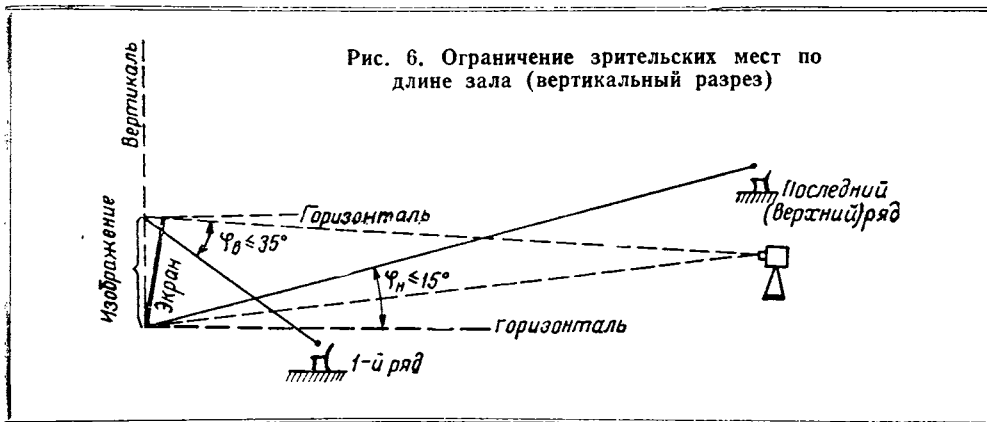 Рис. 6. Ограничение зрительских мест по
длине зала (вертикальный разрез)
Вертикаль
Изображение
Экран
Горизонталь
φв ≤ 35°
φн ≤ 15°
Последний
(верхний) ряд
Горизонталь
1-й ряд